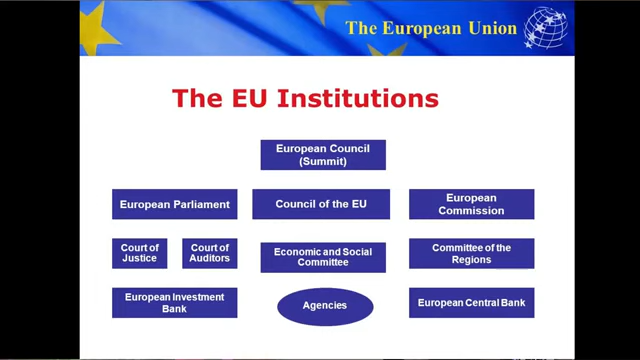 The European Union
The EU Institutions
European Council
(Summit)
European Parliament
Council of the EU
European
Commission
Court of
Justice
Court of
Auditors
Economic and Social
Committee
Committee of the
Regions
European Investment
Bank
Agencies
European Central Bank